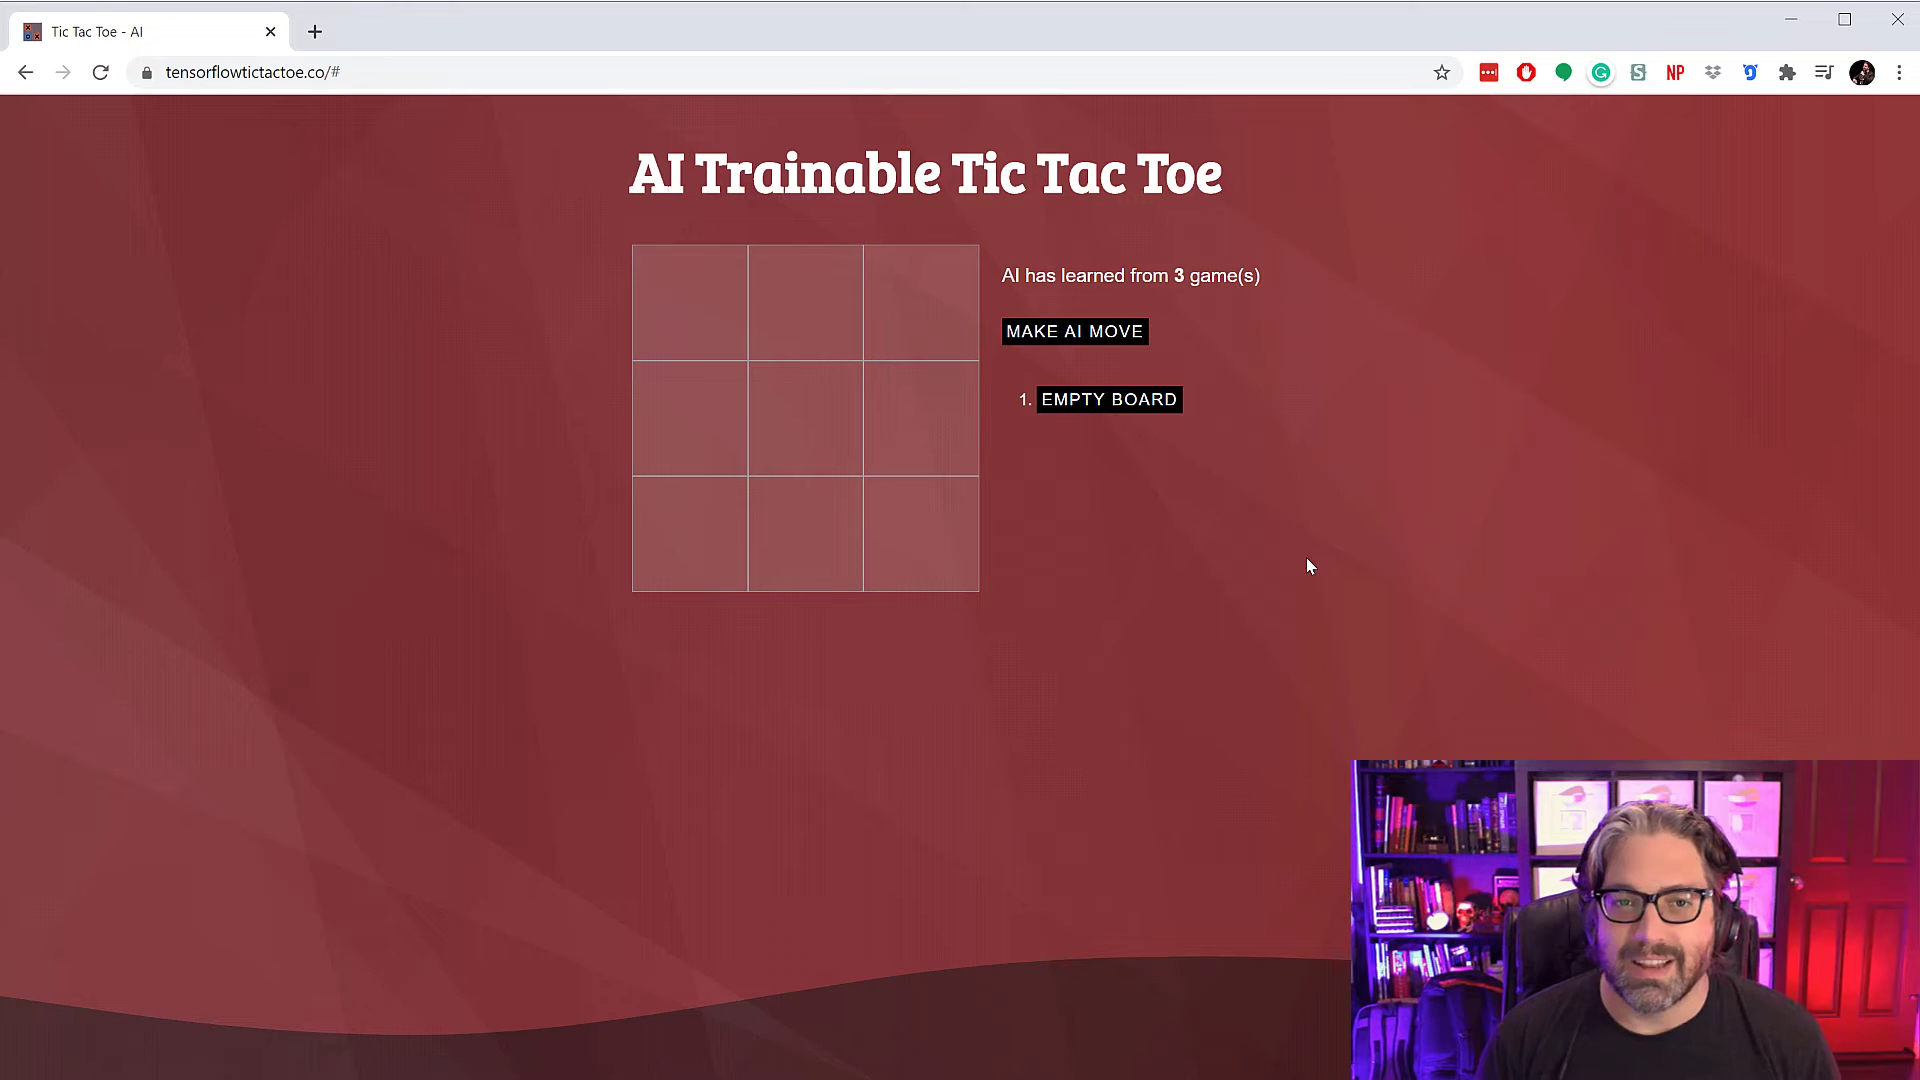 Tic Tac Toe - AI
tensorflowtictactoe.co/#
NP
AI Trainable Tic Tac Toe
AI has learned from 3 game(s)
MAKE AI MOVE
1. EMPTY BOARD